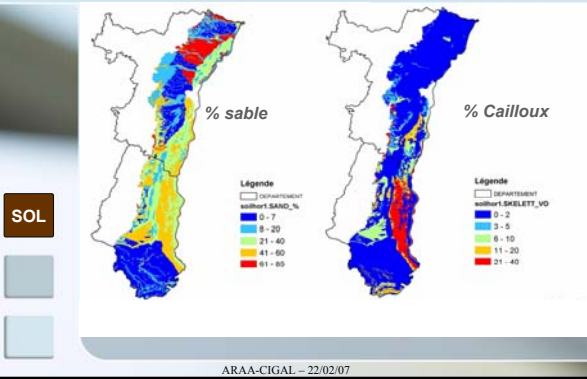 % sable
% Cailloux
SOL
Légende
DEPARTEMENT
soilhor1.SAND_%
0 - 7
8 - 20
21 - 40
41 - 60
61 - 85
Légende
DEPARTEMENT
soilhor1.SKELETT_VO
0 - 2
3 - 5
6 - 10
11 - 20
21 - 40
ARAA-CIGAL – 22/02/07